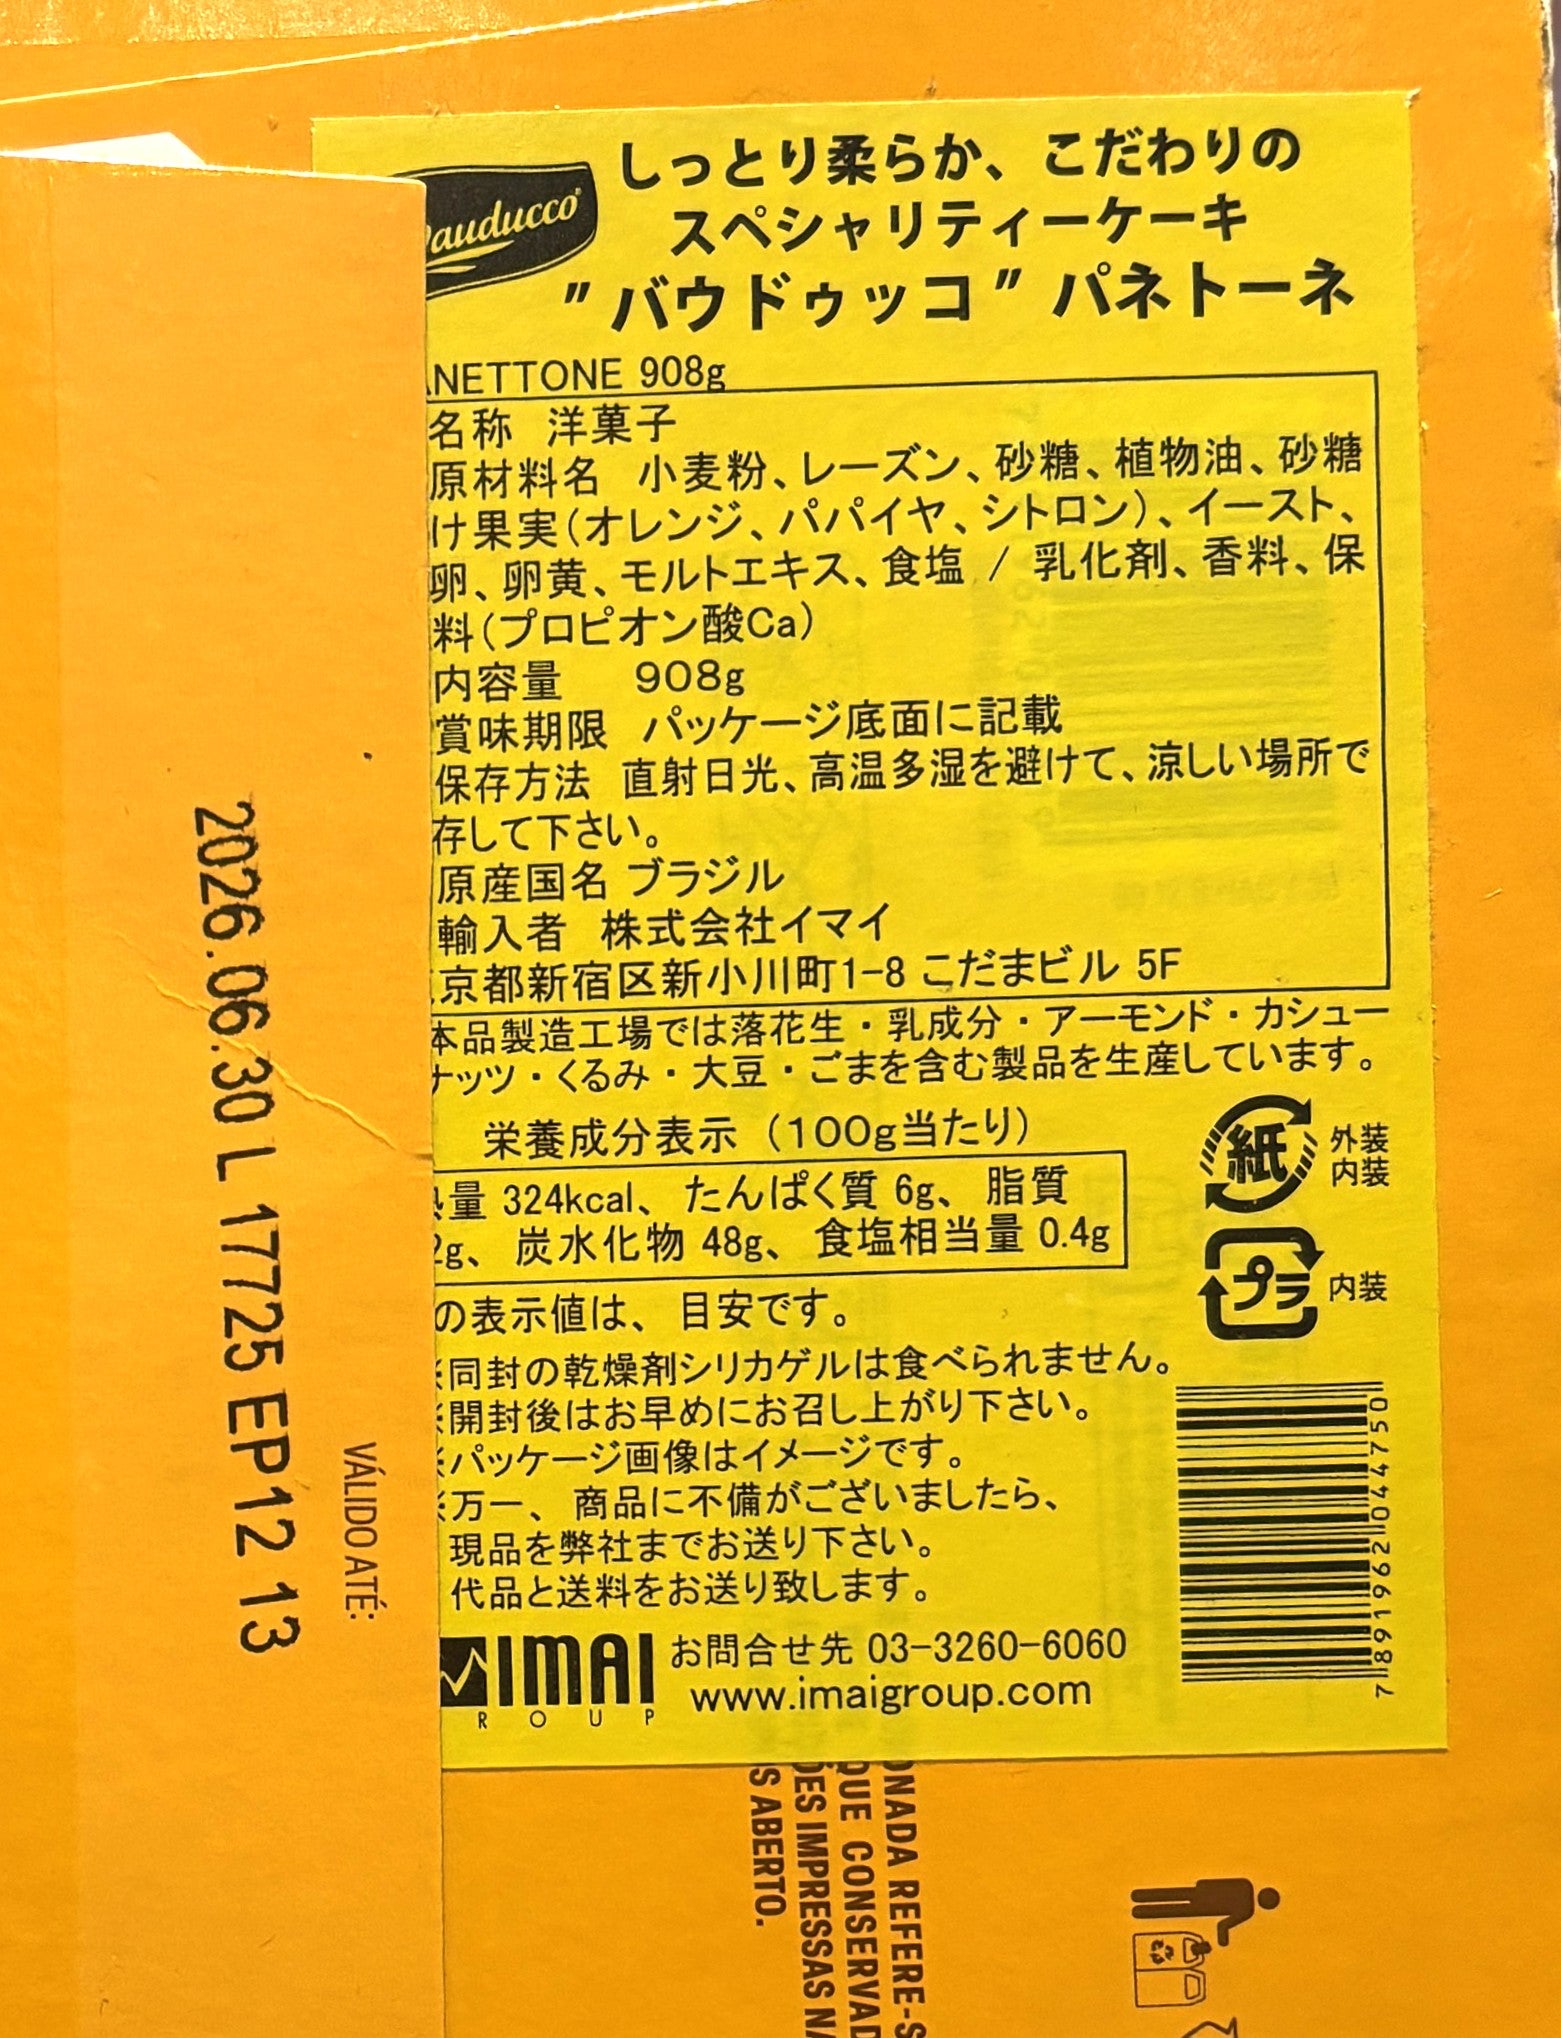 Bauducco
しっとり柔らか、こだわりの
スペシャリティーケーキ
"バウドゥッコ" パネトーネ
ANETTONE 908g
名称 洋菓子
原材料名 小麦粉、レーズン、砂糖、植物油、砂糖
け果実(オレンジ、パパイヤ、シトロン)、イースト、
卵、卵黄、モルトエキス、食塩 / 乳化剤、香料、保
料(プロピオン酸Ca)
内容量 908g
賞味期限 パッケージ底面に記載
保存方法 直射日光、高温多湿を避けて、涼しい場所で
存して下さい。
原産国名 ブラジル
輸入者 株式会社イマイ
京都新宿区新小川町1-8 こだまビル 5F
本品製造工場では落花生・乳成分・アーモンド・カシュー
ナッツ・くるみ・大豆・ごまを含む製品を生産しています。
栄養成分表示 (100g当たり)
量 324kcal、たんぱく質 6g、脂質
2g、炭水化物 48g、食塩相当量 0.4g
の表示値は、目安です。
※同封の乾燥剤シリカゲルは食べられません。
※開封後はお早めにお召し上がり下さい。
※パッケージ画像はイメージです。
※万一、商品に不備がございましたら、
現品を弊社までお送り下さい。
代品と送料をお送り致します。
紙 外装
内装
プラ 内装
7891962044750
IMAI
ROUP
お問合せ先 03-3260-6060
www.imaigroup.com
2026.06.30 L 17725 EP12 13
VÁLIDO ATÉ:
ONADA REFERE-S
QUE CONSERVAD
ÕES IMPRESSAS NA
S ABERTO.